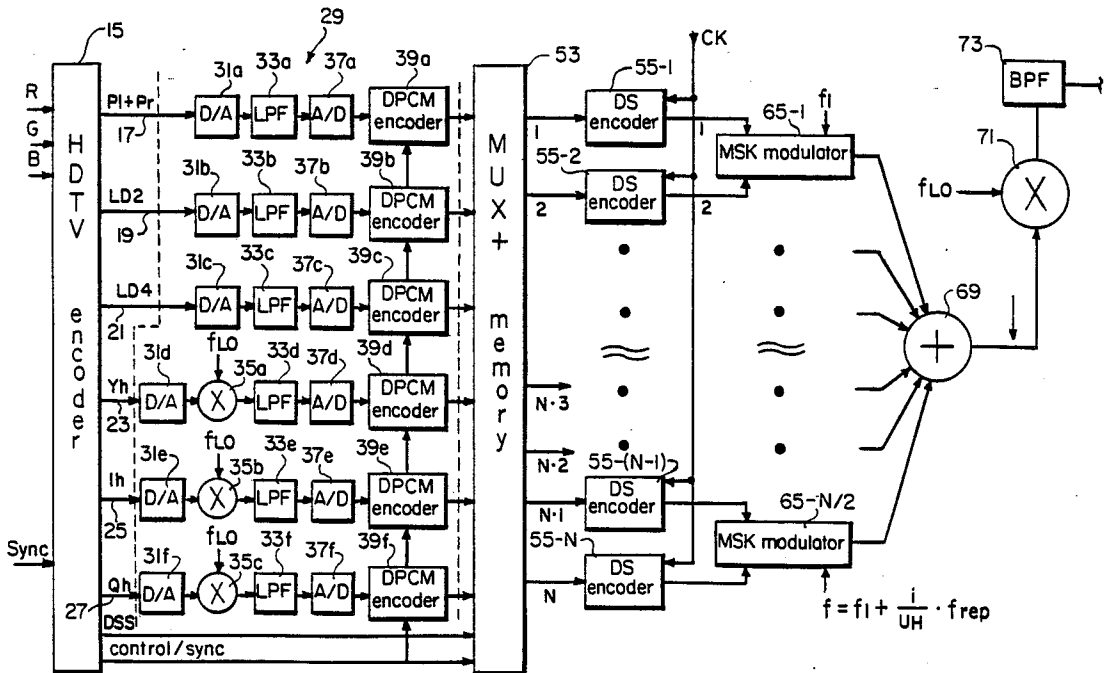 15
29
53
CK
73
R
G
B
Sync
HDTV encoder
Pl+Pr
17
31a
33a
37a
39a
D/A
LPF
A/D
DPCM encoder
LD2
19
31b
33b
37b
39b
D/A
LPF
A/D
DPCM encoder
LD4
21
31c
33c
37c
39c
D/A
LPF
A/D
DPCM encoder
Yh
23
31d
fLO
35a
33d
37d
39d
D/A
X
LPF
A/D
DPCM encoder
Ih
25
31e
fLO
35b
33e
37e
39e
D/A
X
LPF
A/D
DPCM encoder
Qh
27
31f
fLO
35c
33f
37f
39f
D/A
X
LPF
A/D
DPCM encoder
DSS
control/sync
MUX+ memory
1
55-1
DS encoder
1
2
55-2
DS encoder
2
N·3
N·2
N·1
55-(N-1)
DS encoder
N
55-N
DS encoder
65-1
f1
MSK modulator
65-N/2
MSK modulator
f = f1 + i/UH · frep
69
+
71
fLO
X
BPF